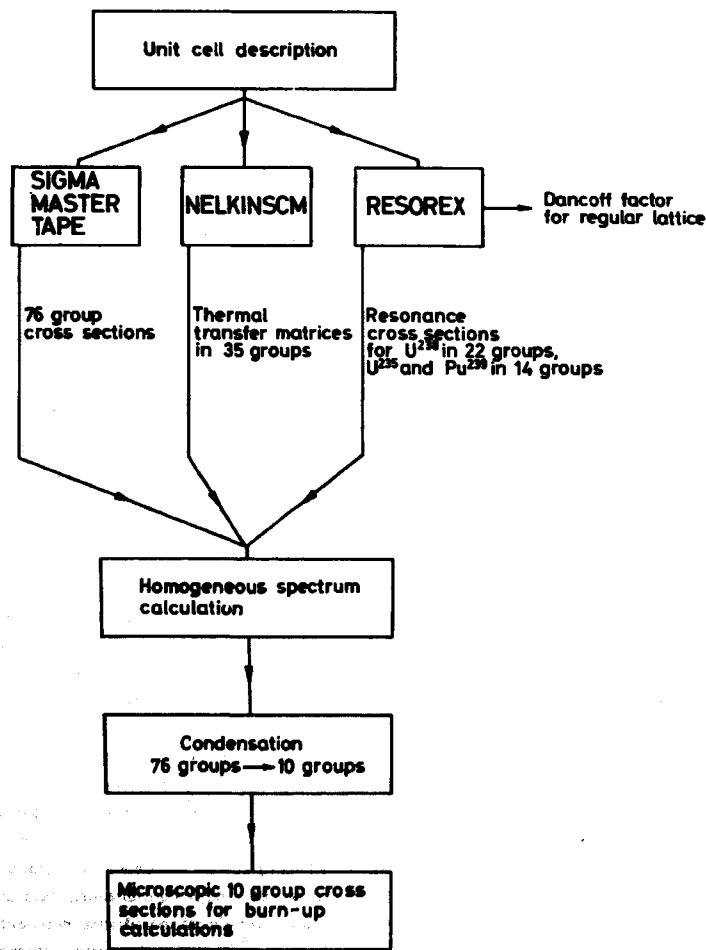 Unit cell description
SIGMA
MASTER
TAPE
NELKINSCM
RESOREX
Dancoff factor
for regular lattice
76 group
cross sections
Thermal
transfer matrices
in 35 groups
Resonance
cross sections
for U²³⁸ in 22 groups,
U²³⁵ and Pu²³⁹ in 14 groups
Homogeneous spectrum
calculation
Condensation
76 groups → 10 groups
Microscopic 10 group cross
sections for burn-up
calculations